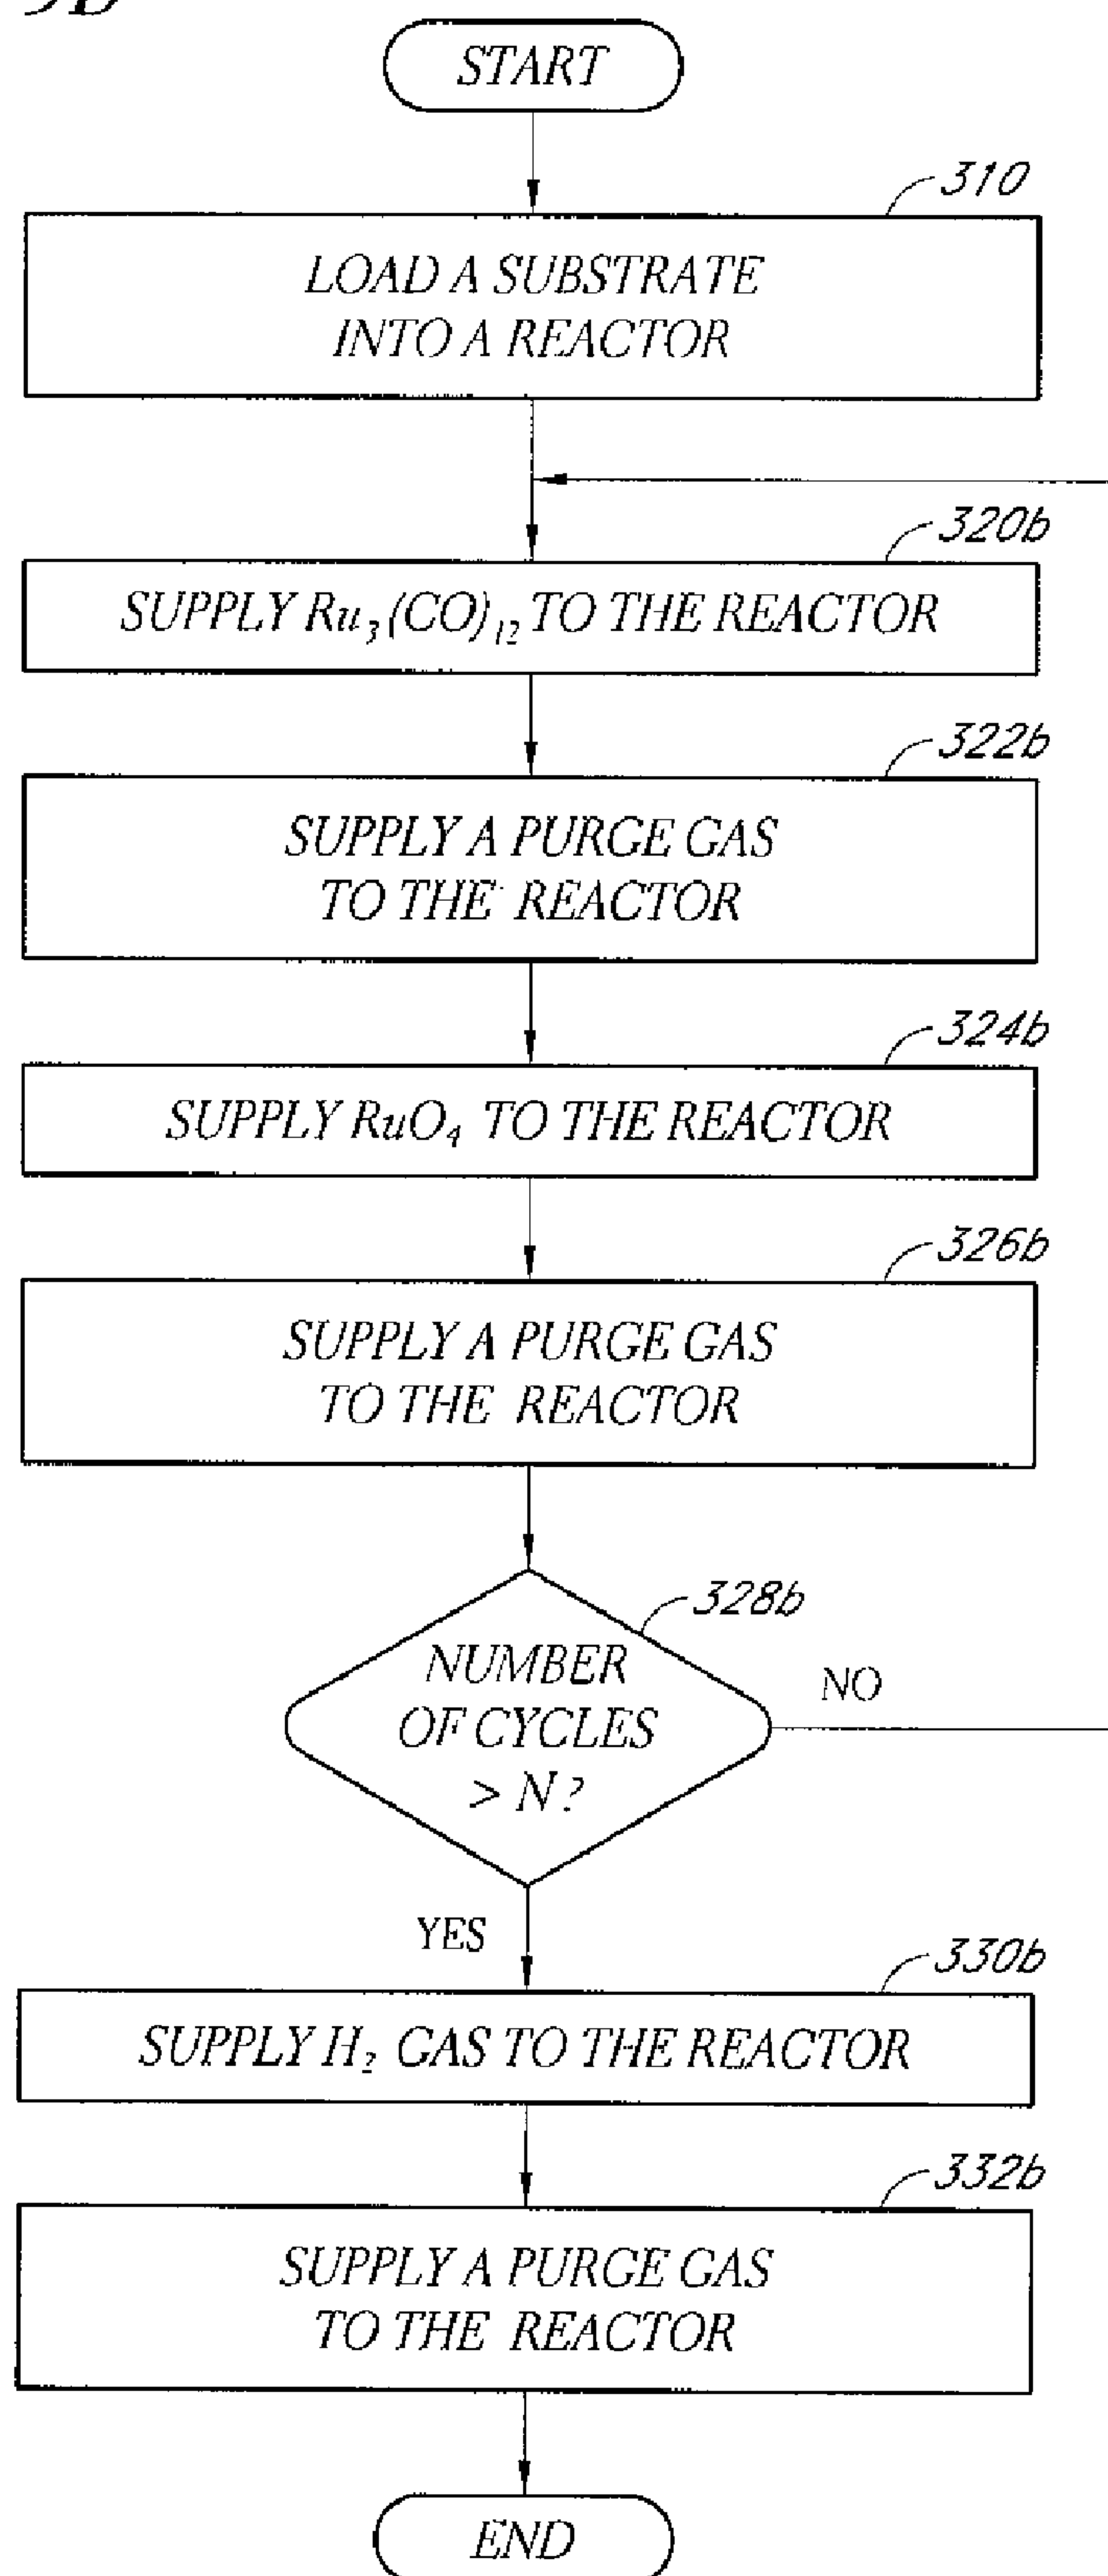 START
310
LOAD A SUBSTRATE
INTO A REACTOR
320b
SUPPLY Ru₃(CO)₁₂ TO THE REACTOR
322b
SUPPLY A PURGE GAS
TO THE REACTOR
324b
SUPPLY RuO₄ TO THE REACTOR
326b
SUPPLY A PURGE GAS
TO THE REACTOR
328b
NUMBER
OF CYCLES
> N?
NO
YES
330b
SUPPLY H₂ GAS TO THE REACTOR
332b
SUPPLY A PURGE GAS
TO THE REACTOR
END